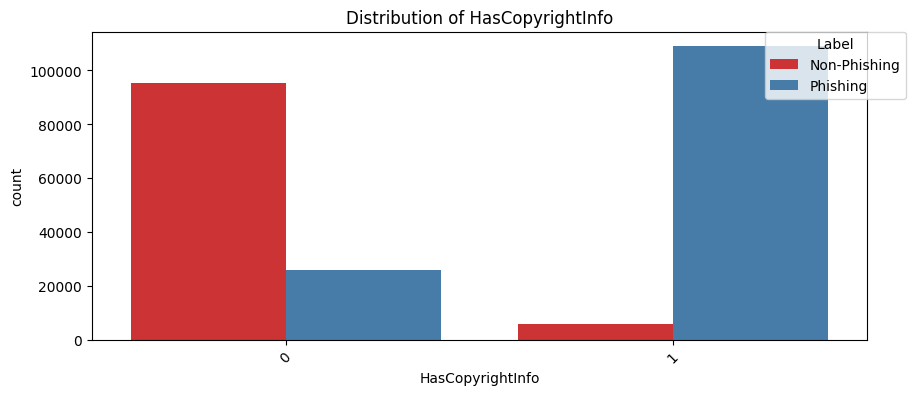 Distribution of HasCopyrightInfo
Label
Non-Phishing
Phishing
100000
80000
60000
40000
20000
0
count
0
1
HasCopyrightInfo